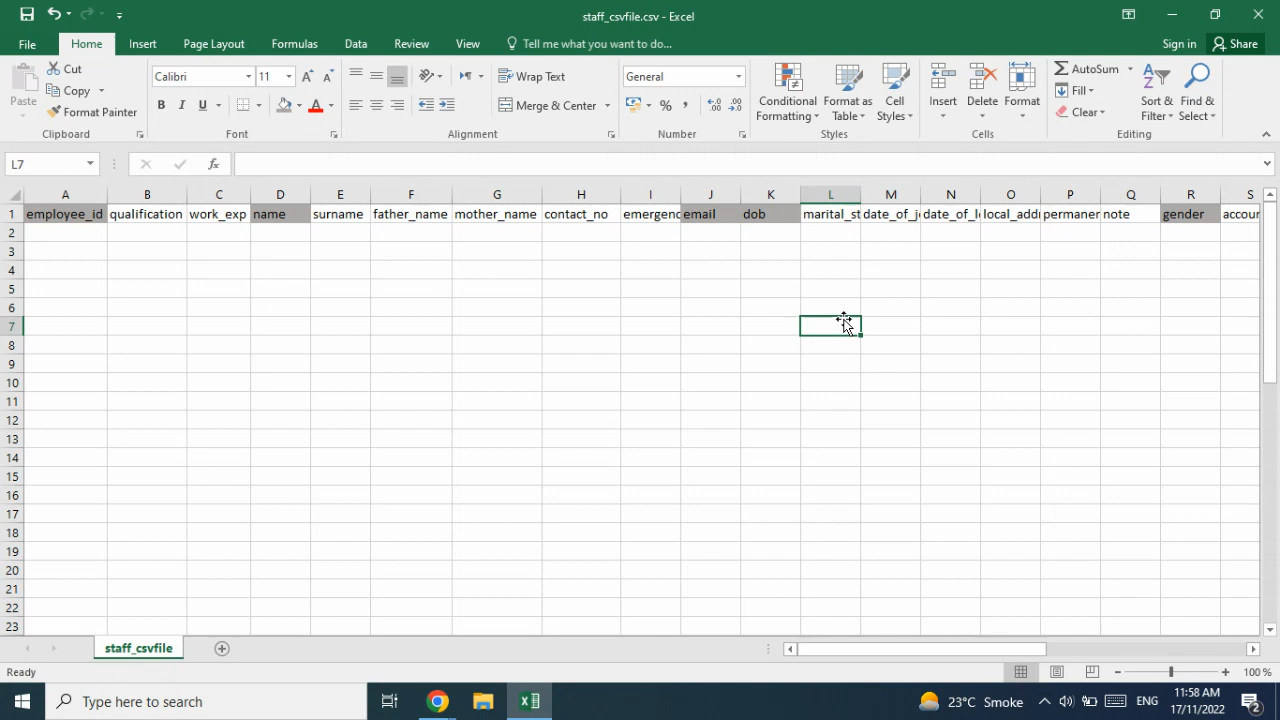 staff_csvfile.csv - Excel
File Home Insert Page Layout Formulas Data Review View Tell me what you want to do... Sign in Share
Paste
Cut
Copy
Format Painter
Clipboard
Calibri 11
B I U A
Font
Wrap Text
Merge & Center
Alignment
General
%
Number
Conditional Formatting
Format as Table
Cell Styles
Styles
Insert Delete Format
Cells
AutoSum
Fill
Clear
Sort & Filter
Find & Select
Editing
L7 fx
A B C D E F G H I J K L M N O P Q R S
1 employee_id qualification work_exp name surname father_name mother_name contact_no emergenc email dob marital_st date_of_j date_of_l local_add permanen note gender accoun
2
3
4
5
6
7
8
9
10
11
12
13
14
15
16
17
18
19
20
21
22
23
staff_csvfile
Ready 100 %
Type here to search 23°C Smoke ENG 11:58 AM 17/11/2022 2